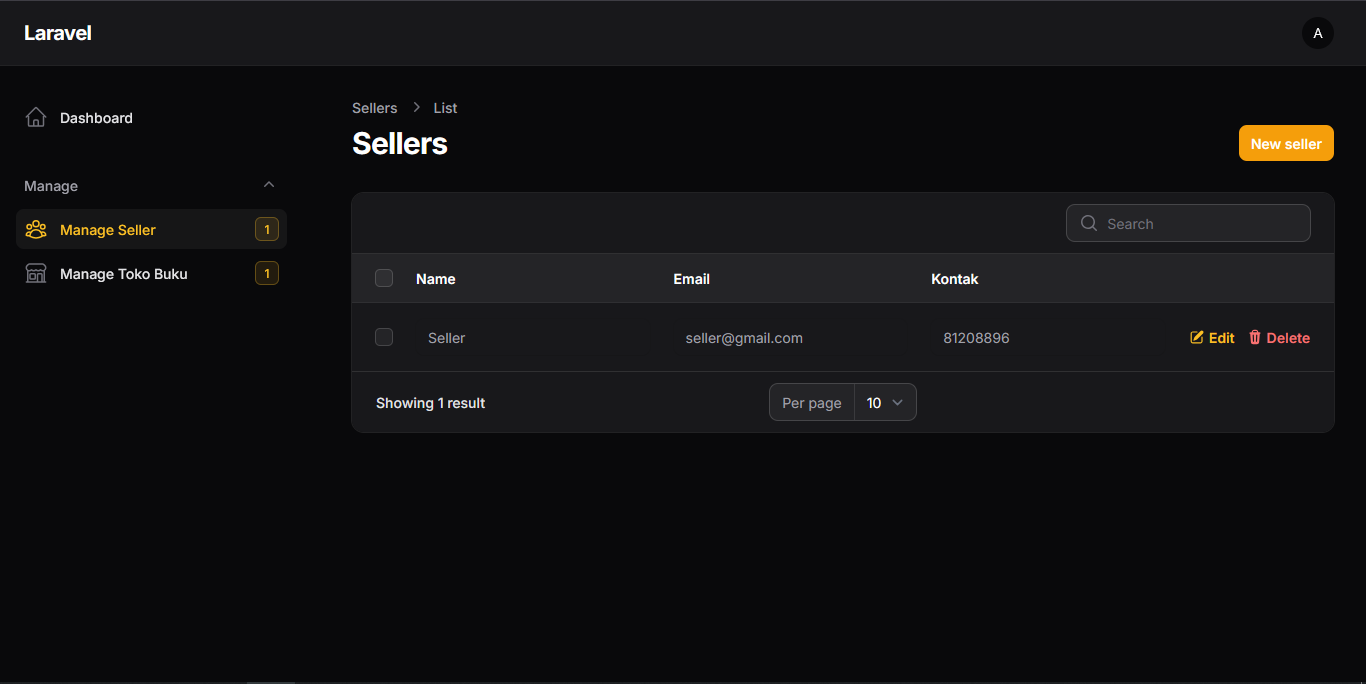 Laravel
A
Dashboard
Manage
Manage Seller 1
Manage Toko Buku 1
Sellers List
Sellers
New seller
Search
Name Email Kontak
Seller seller@gmail.com 81208896 Edit Delete
Showing 1 result
Per page 10